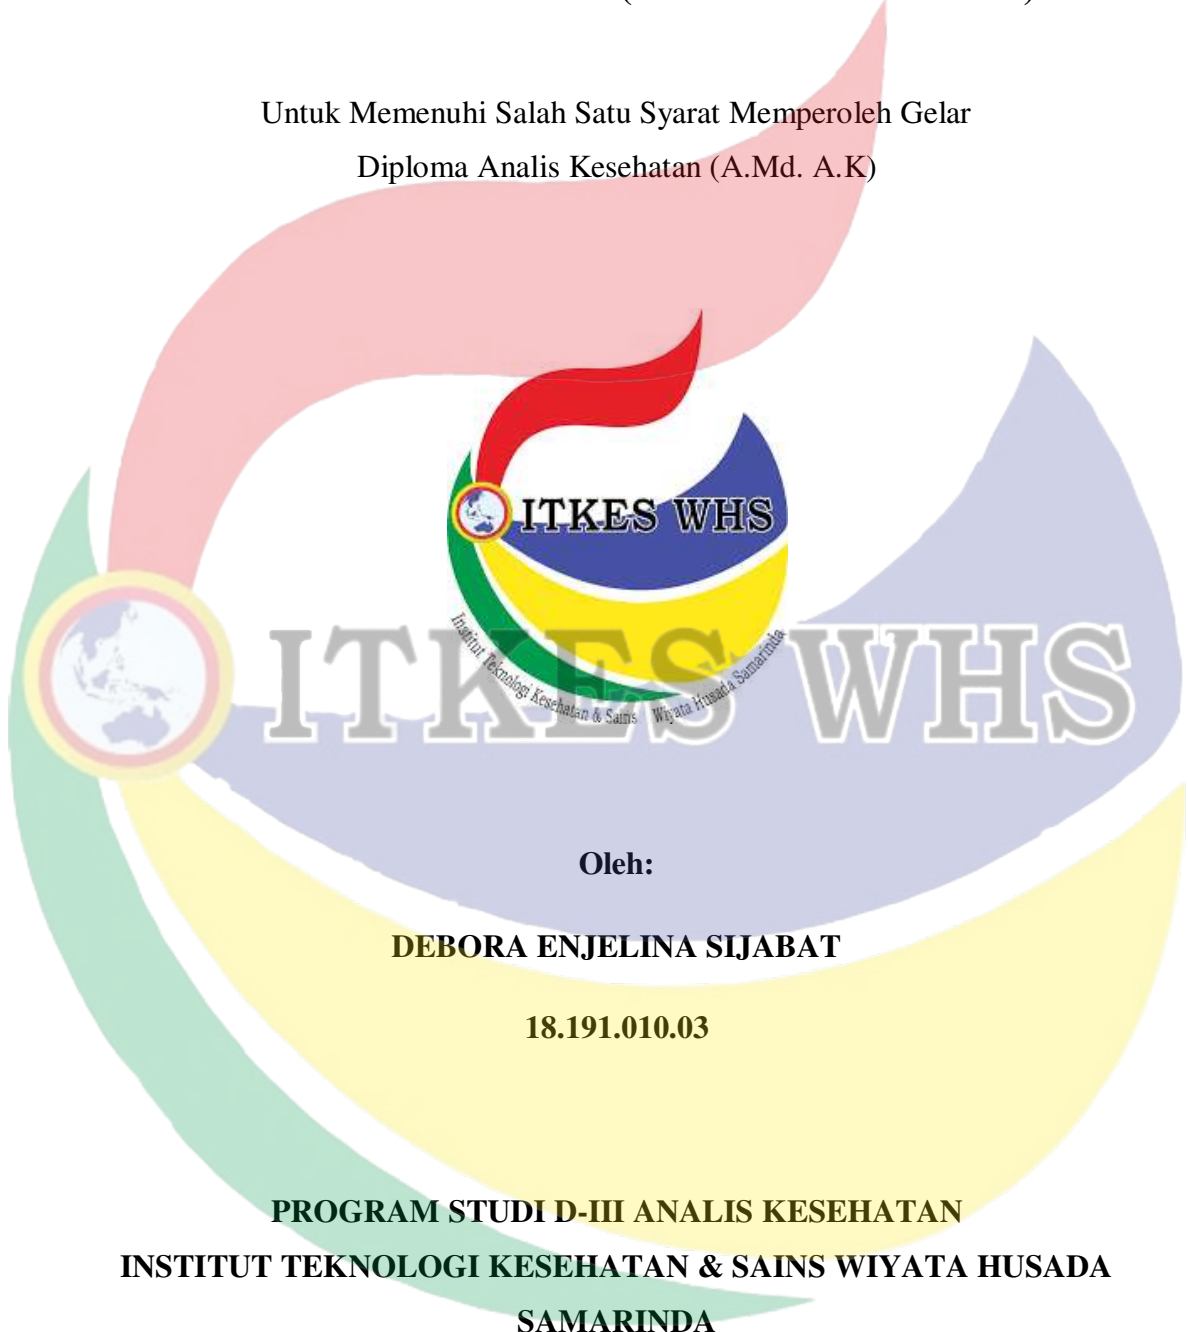 Untuk Memenuhi Salah Satu Syarat Memperoleh Gelar
Diploma Analis Kesehatan (A.Md. A.K)
ITKES WHS
Institut Teknologi Kesehatan & Sains Wiyata Husada Samarinda
ITKES WHS
Oleh:
DEBORA ENJELINA SIJABAT
18.191.010.03
PROGRAM STUDI D-III ANALIS KESEHATAN
INSTITUT TEKNOLOGI KESEHATAN & SAINS WIYATA HUSADA
SAMARINDA